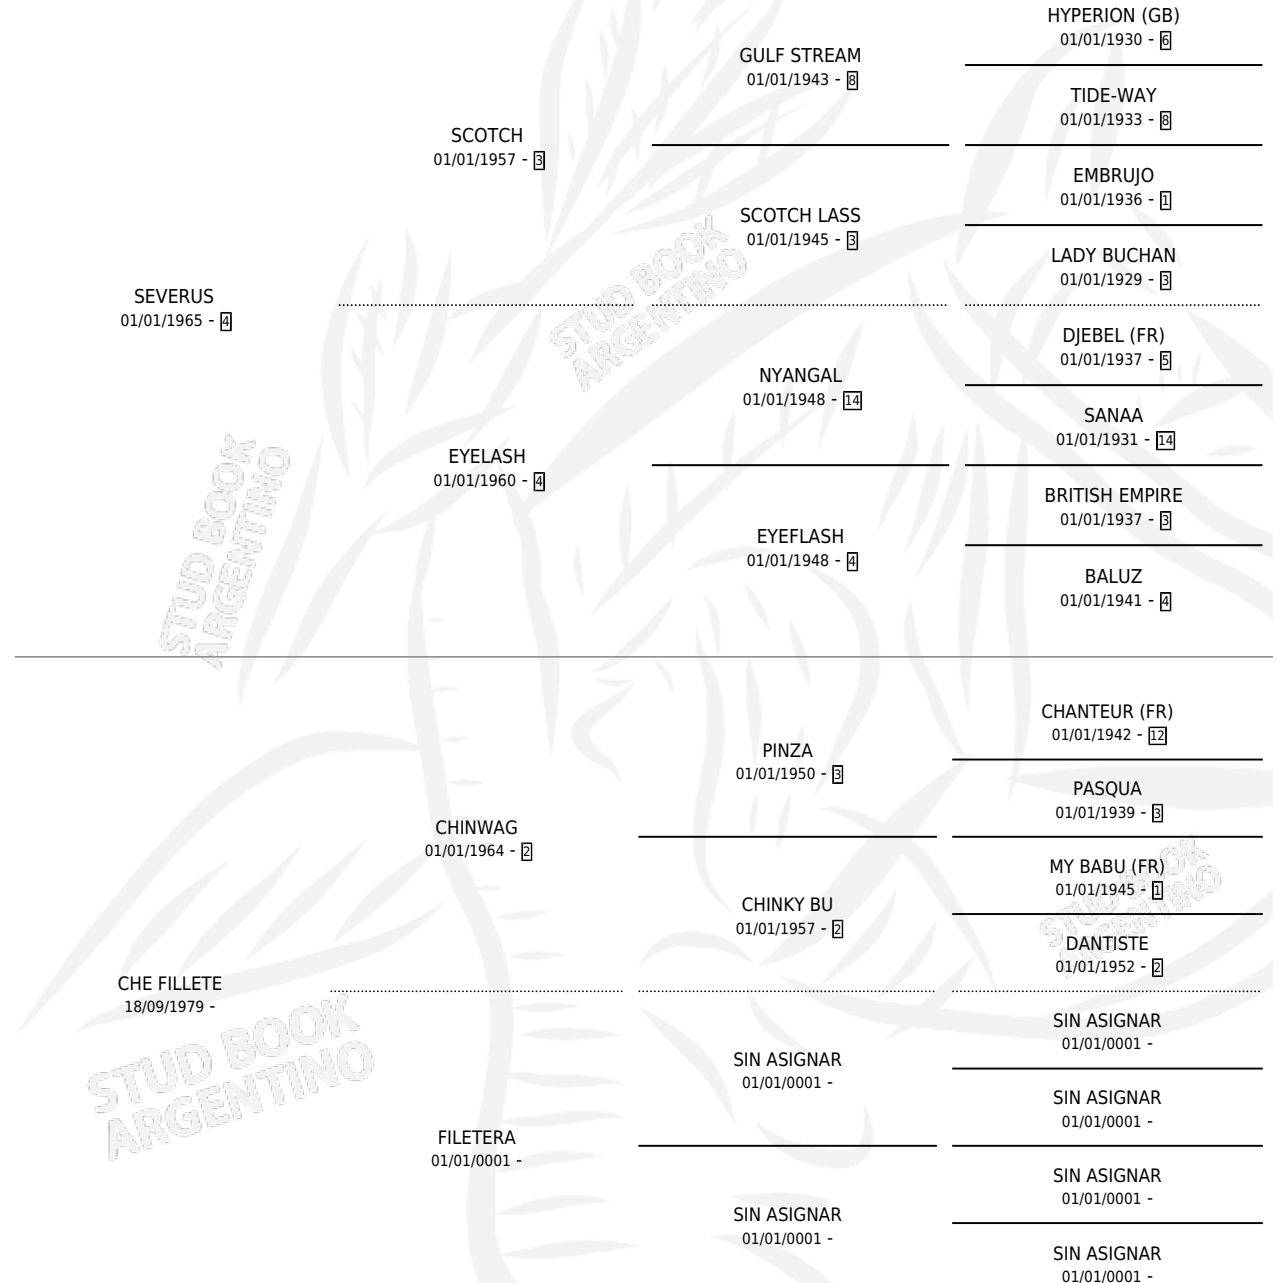 HYPERION (GB)
01/01/1930 - 6
GULF STREAM
01/01/1943 - 8
TIDE-WAY
01/01/1933 - 8
SCOTCH
01/01/1957 - 3
EMBRUJO
01/01/1936 - 1
SCOTCH LASS
01/01/1945 - 3
LADY BUCHAN
01/01/1929 - 3
SEVERUS
01/01/1965 - 4
STUD BOOK
ARGENTINO
DJEBEL (FR)
01/01/1937 - 5
NYANGAL
01/01/1948 - 14
SANAA
01/01/1931 - 14
EYELASH
01/01/1960 - 4
BRITISH EMPIRE
01/01/1937 - 3
EYEFLASH
01/01/1948 - 4
BALUZ
01/01/1941 - 4
STUD BOOK
ARGENTINO
CHANTEUR (FR)
01/01/1942 - 12
PINZA
01/01/1950 - 3
PASQUA
01/01/1939 - 3
CHINWAG
01/01/1964 - 2
MY BABU (FR)
01/01/1945 - 1
CHINKY BU
01/01/1957 - 2
DANTISTE
01/01/1952 - 2
STUD BOOK
ARGENTINO
CHE FILLETE
18/09/1979 -
SIN ASIGNAR
01/01/0001 -
SIN ASIGNAR
01/01/0001 -
SIN ASIGNAR
01/01/0001 -
STUD BOOK
ARGENTINO
FILETERA
01/01/0001 -
SIN ASIGNAR
01/01/0001 -
SIN ASIGNAR
01/01/0001 -
SIN ASIGNAR
01/01/0001 -